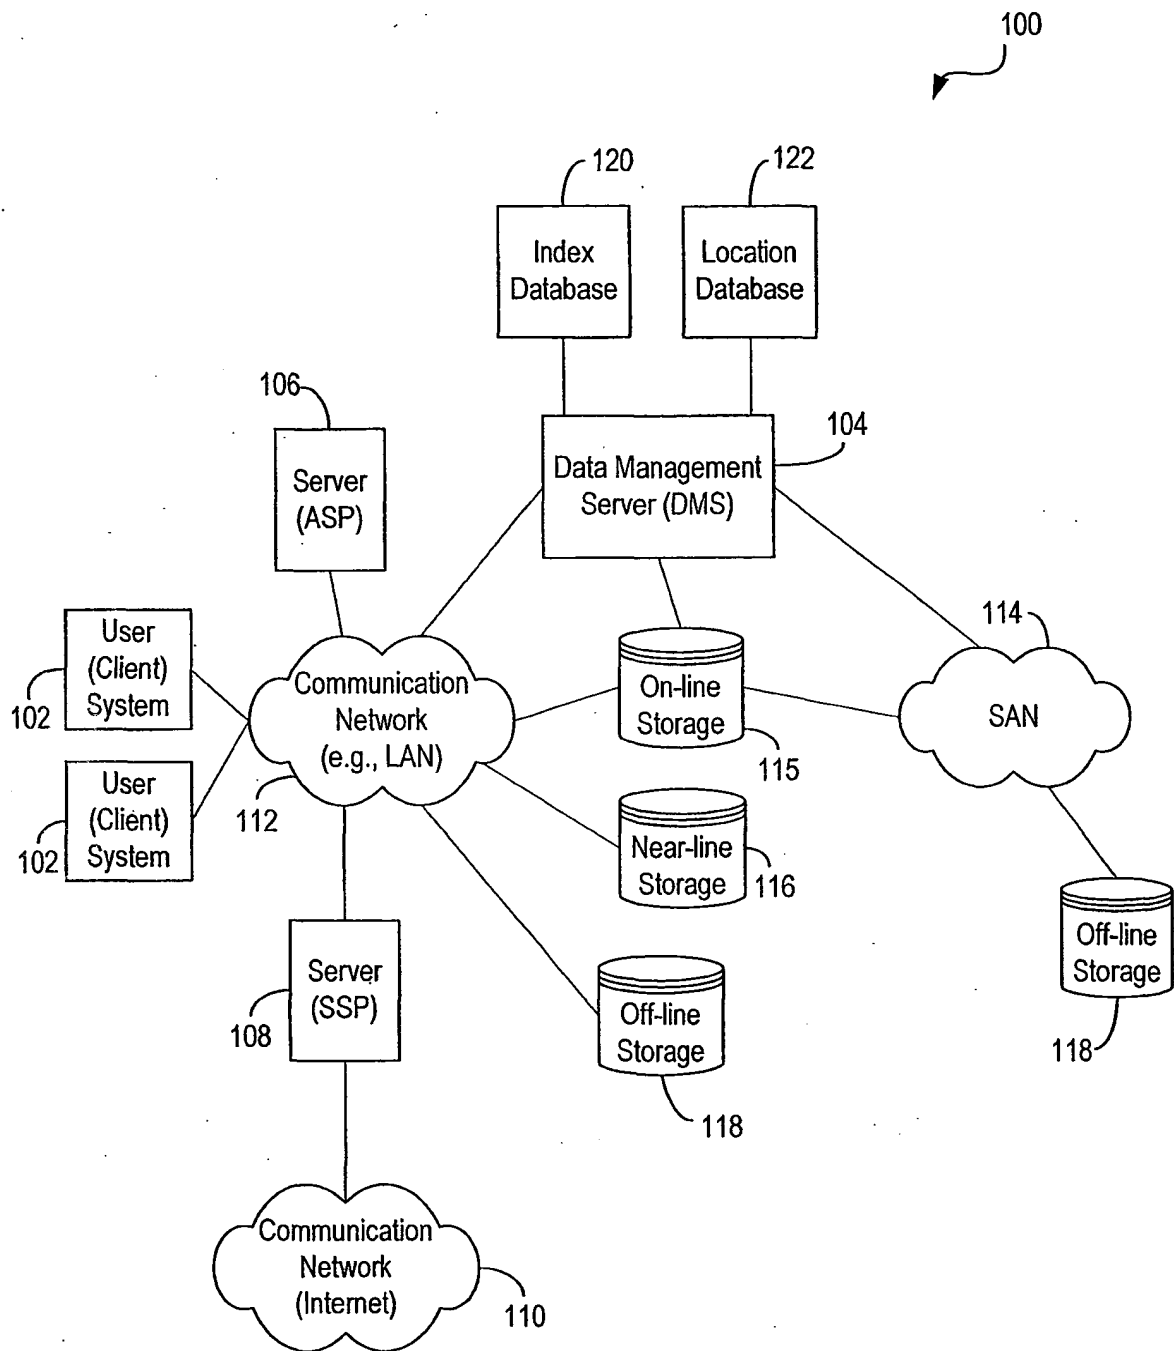 100
120
122
Index
Database
Location
Database
106
104
Server
(ASP)
Data Management
Server (DMS)
114
User
(Client)
System
102
Communication
Network
(e.g., LAN)
112
On-line
Storage
115
SAN
User
(Client)
System
102
Near-line
Storage
116
Server
(SSP)
108
Off-line
Storage
118
Off-line
Storage
118
Communication
Network
(Internet)
110